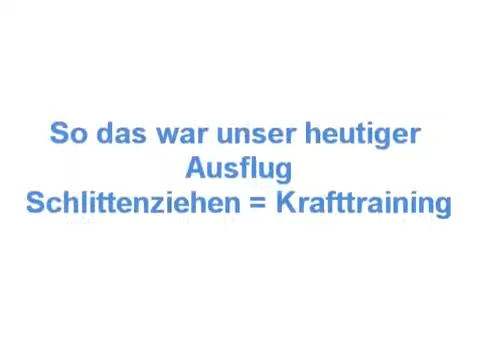 So das war unser heutiger
Ausflug
Schlittenziehen = Krafttraining